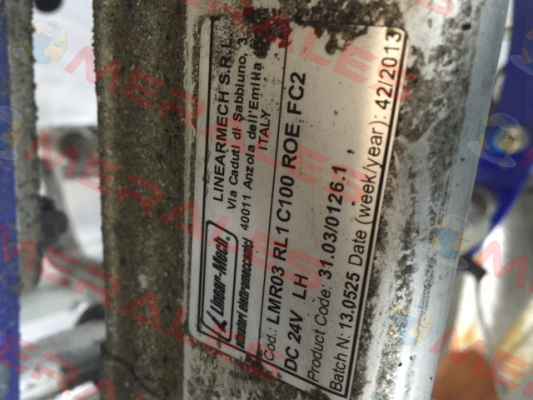 Linear-Mech.
attuatori elettromeccanici
LINEARMECH S.R.L.
Via Caduti di Sabbiuno, 3
40011 Anzola dell'Emilia
ITALY
Cod.: LMR03 RL1 C100 ROE FC2
DC 24V LH
Product Code: 31.03/0126.1
Batch N: 13.0525 Date (week/year): 42/2013
MERALES